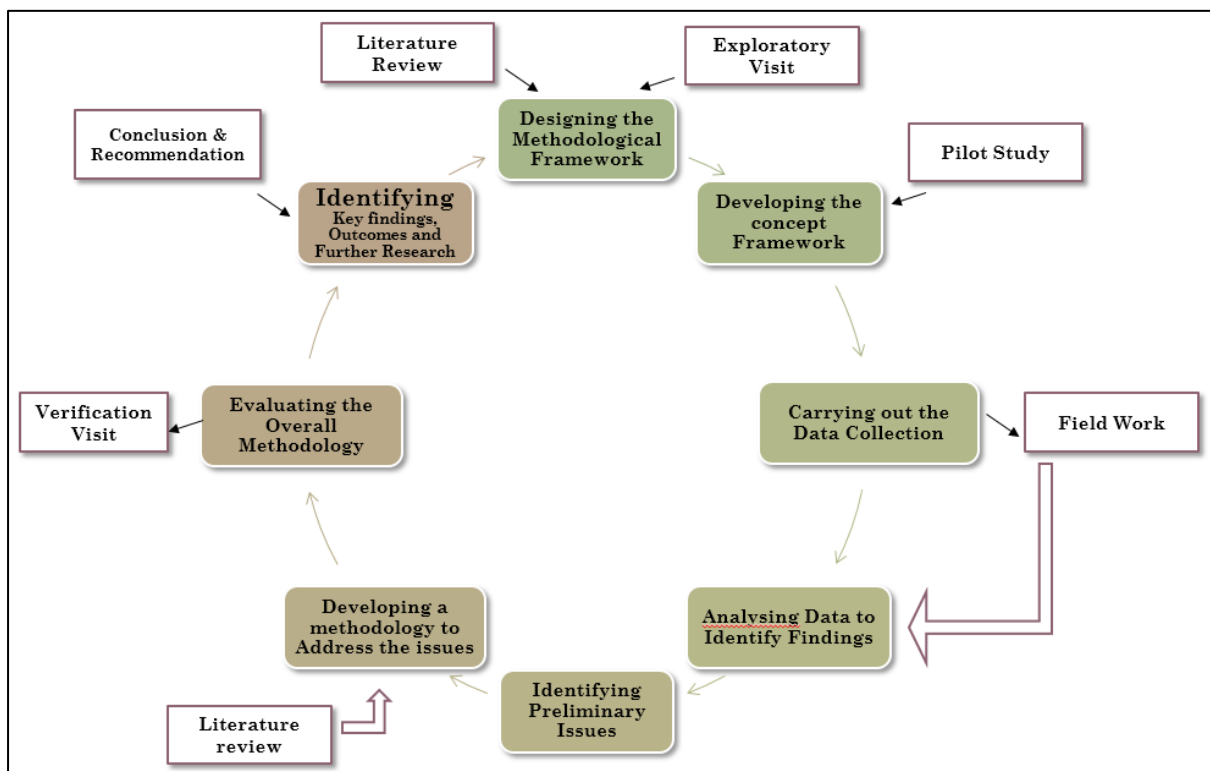 Literature
Review
Exploratory
Visit
Designing the
Methodological
Framework
Conclusion &
Recommendation
Pilot Study
Identifying
Key findings,
Outcomes and
Further Research
Developing the
concept
Framework
Verification
Visit
Evaluating the
Overall
Methodology
Carrying out the
Data Collection
Field Work
Developing a
methodology to
Address the issues
Analysing Data to
Identify Findings
Identifying
Preliminary
Issues
Literature
review